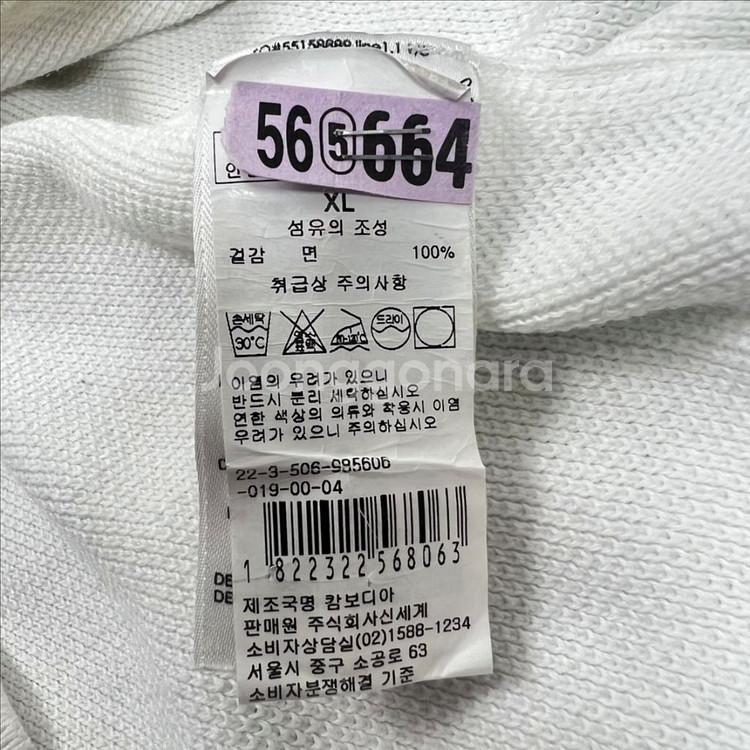 565664
인
XL
섬유의 조성
겉감 면 100%
취급상 주의사항
손세탁 30°C 드라이
이염의 우려가 있으니
반드시 분리 세탁하십시오
연한 색상의 의류와 착용시 이염
우려가 있으니 주의하십시오
Joongonara
22-3-506-985606
-019-00-04
1 822322 568063
DE
DE
제조국명 캄보디아
판매원 주식회사신세계
소비자상담실(02)1588-1234
서울시 중구 소공로 63
소비자분쟁해결 기준